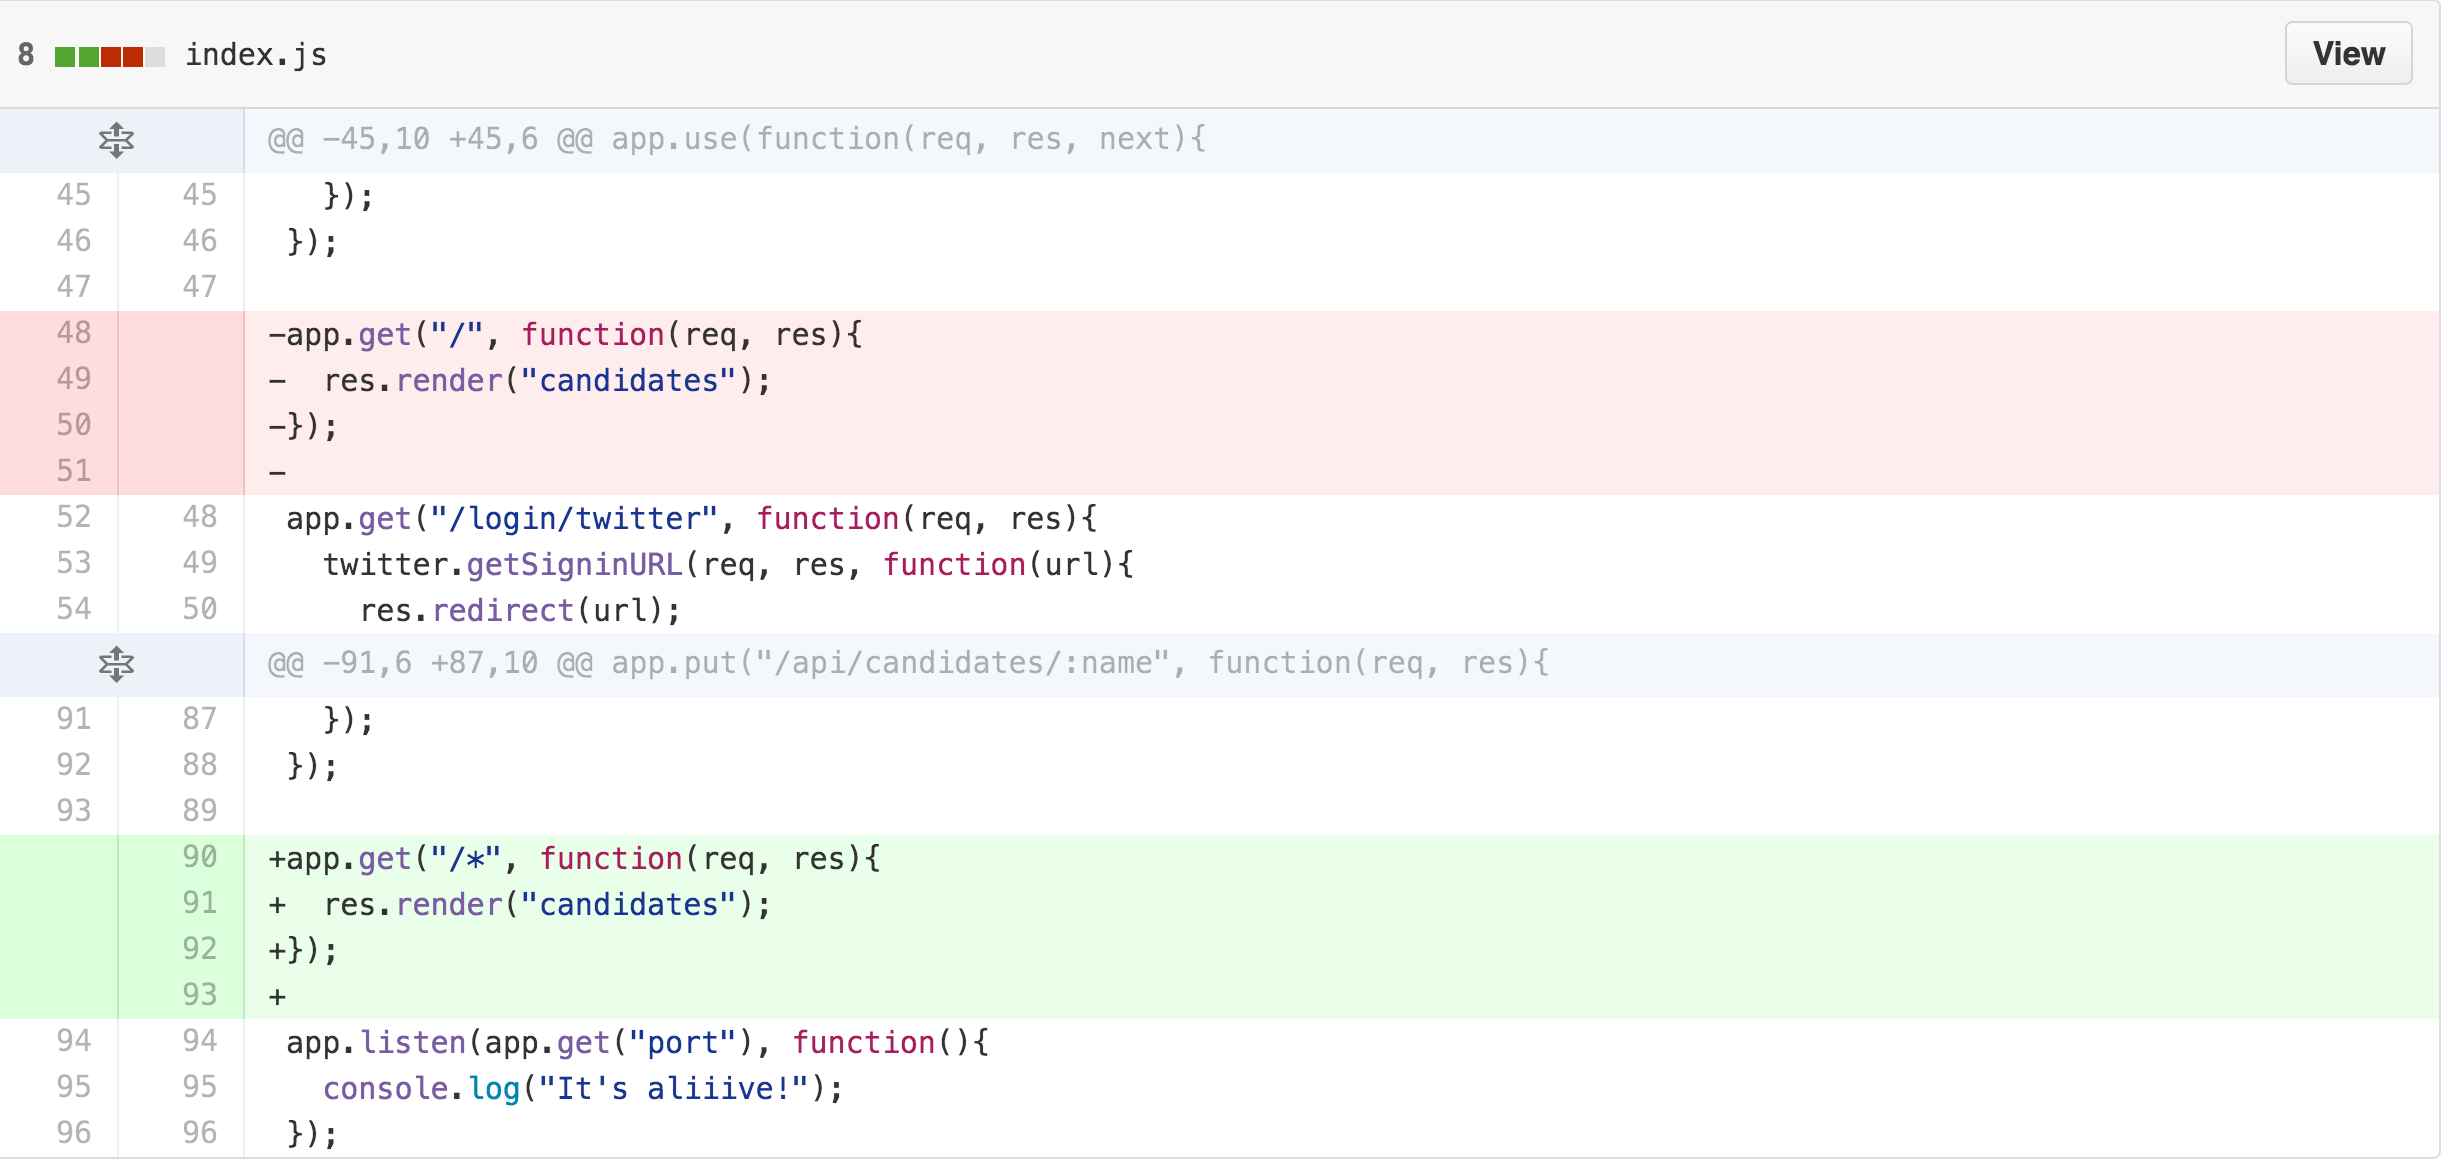 8 index.js View
@@ -45,10 +45,6 @@ app.use(function(req, res, next){
45 45   });
46 46 });
47 47
48 -app.get("/", function(req, res){
49 -  res.render("candidates");
50 -});
51 -
52 48 app.get("/login/twitter", function(req, res){
53 49   twitter.getSigninURL(req, res, function(url){
54 50     res.redirect(url);
@@ -91,6 +87,10 @@ app.put("/api/candidates/:name", function(req, res){
91 87   });
92 88 });
93 89
90 +app.get("/*", function(req, res){
91 +  res.render("candidates");
92 +});
93 +
94 94 app.listen(app.get("port"), function(){
95 95   console.log("It's aliiive!");
96 96 });